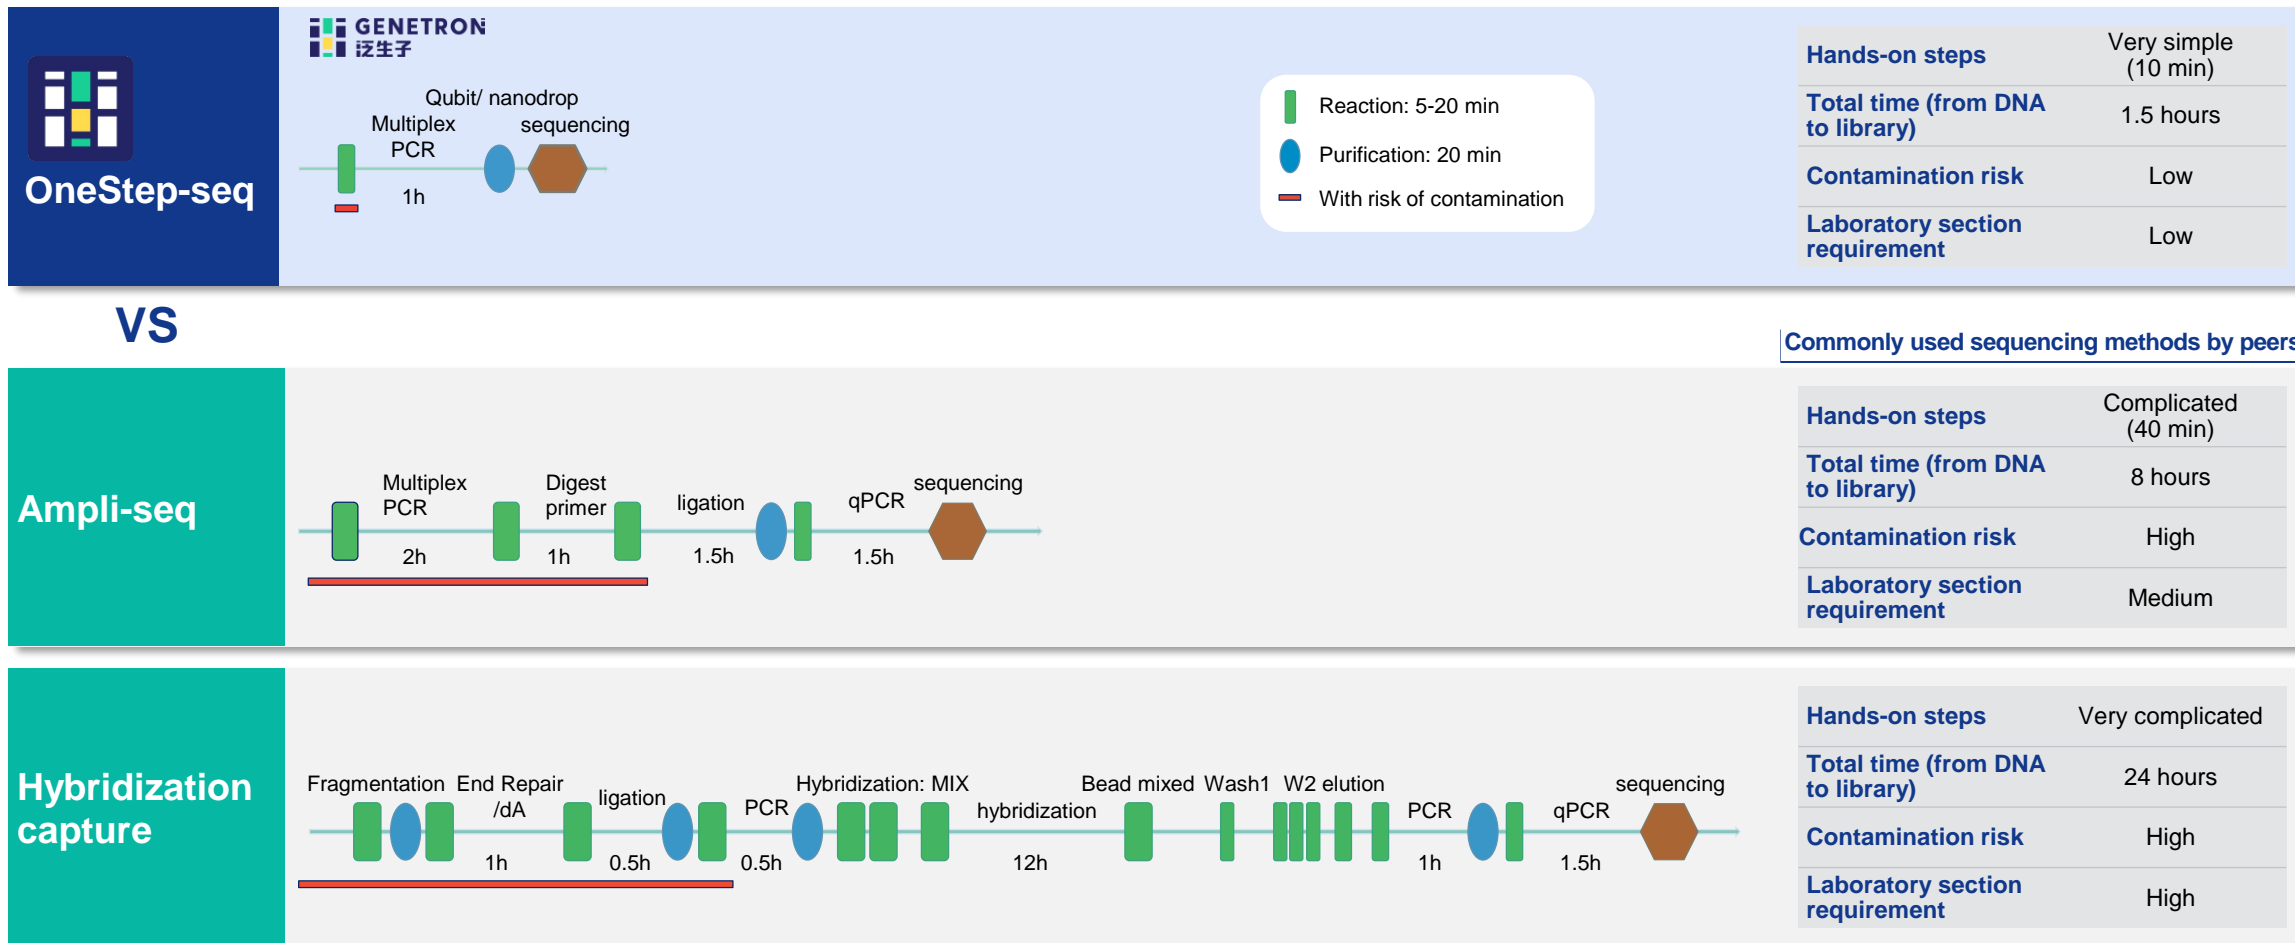 GENETRON
泛生子
OneStep-seq
Qubit/ nanodrop
Multiplex
PCR
sequencing
1h
Reaction: 5-20 min
Purification: 20 min
With risk of contamination
Hands-on steps
Very simple
(10 min)
Total time (from DNA
to library)
1.5 hours
Contamination risk
Low
Laboratory section
requirement
Low
VS
Commonly used sequencing methods by peers
Ampli-seq
Multiplex
PCR
2h
Digest
primer
1h
ligation
1.5h
qPCR
1.5h
sequencing
Hands-on steps
Complicated
(40 min)
Total time (from DNA
to library)
8 hours
Contamination risk
High
Laboratory section
requirement
Medium
Hybridization
capture
Fragmentation
End Repair
/dA
1h
ligation
0.5h
PCR
0.5h
Hybridization: MIX
hybridization
12h
Bead mixed
Wash1
W2 elution
PCR
1h
qPCR
1.5h
sequencing
Hands-on steps
Very complicated
Total time (from DNA
to library)
24 hours
Contamination risk
High
Laboratory section
requirement
High